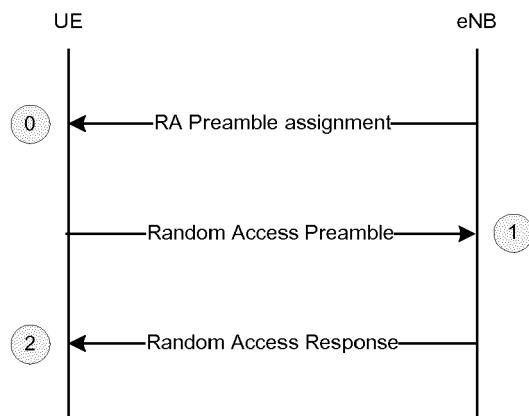 UE
eNB
0
RA Preamble assignment
Random Access Preamble
1
2
Random Access Response